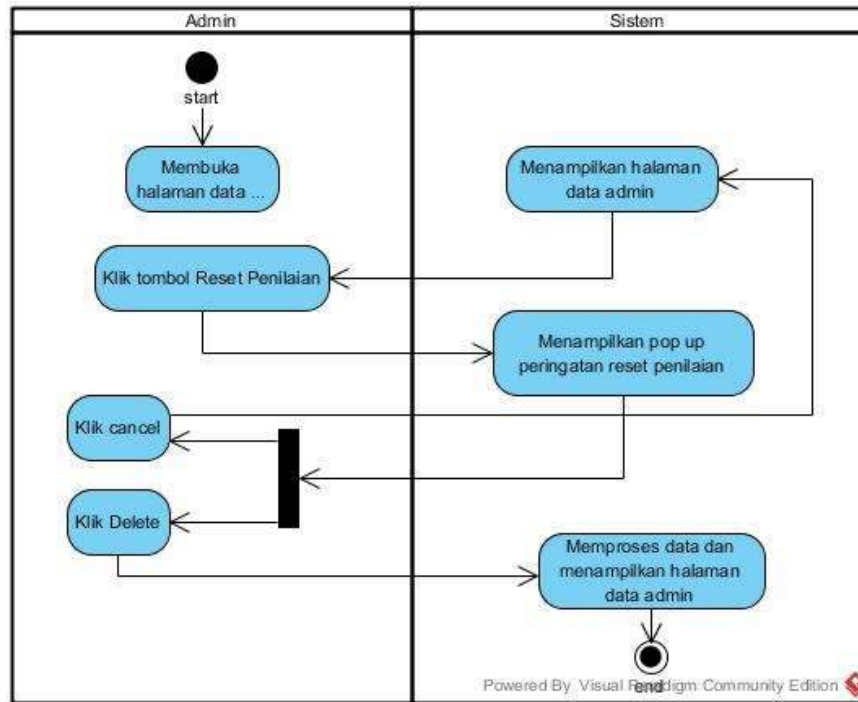 Admin
Sistem
start
Membuka
halaman data ...
Menampilkan halaman
data admin
Klik tombol Reset Penilaian
Menampilkan pop up
peringatan reset penilaian
Klik cancel
Klik Delete
Memproses data dan
menampilkan halaman
data admin
end
Powered By Visual Paradigm Community Edition